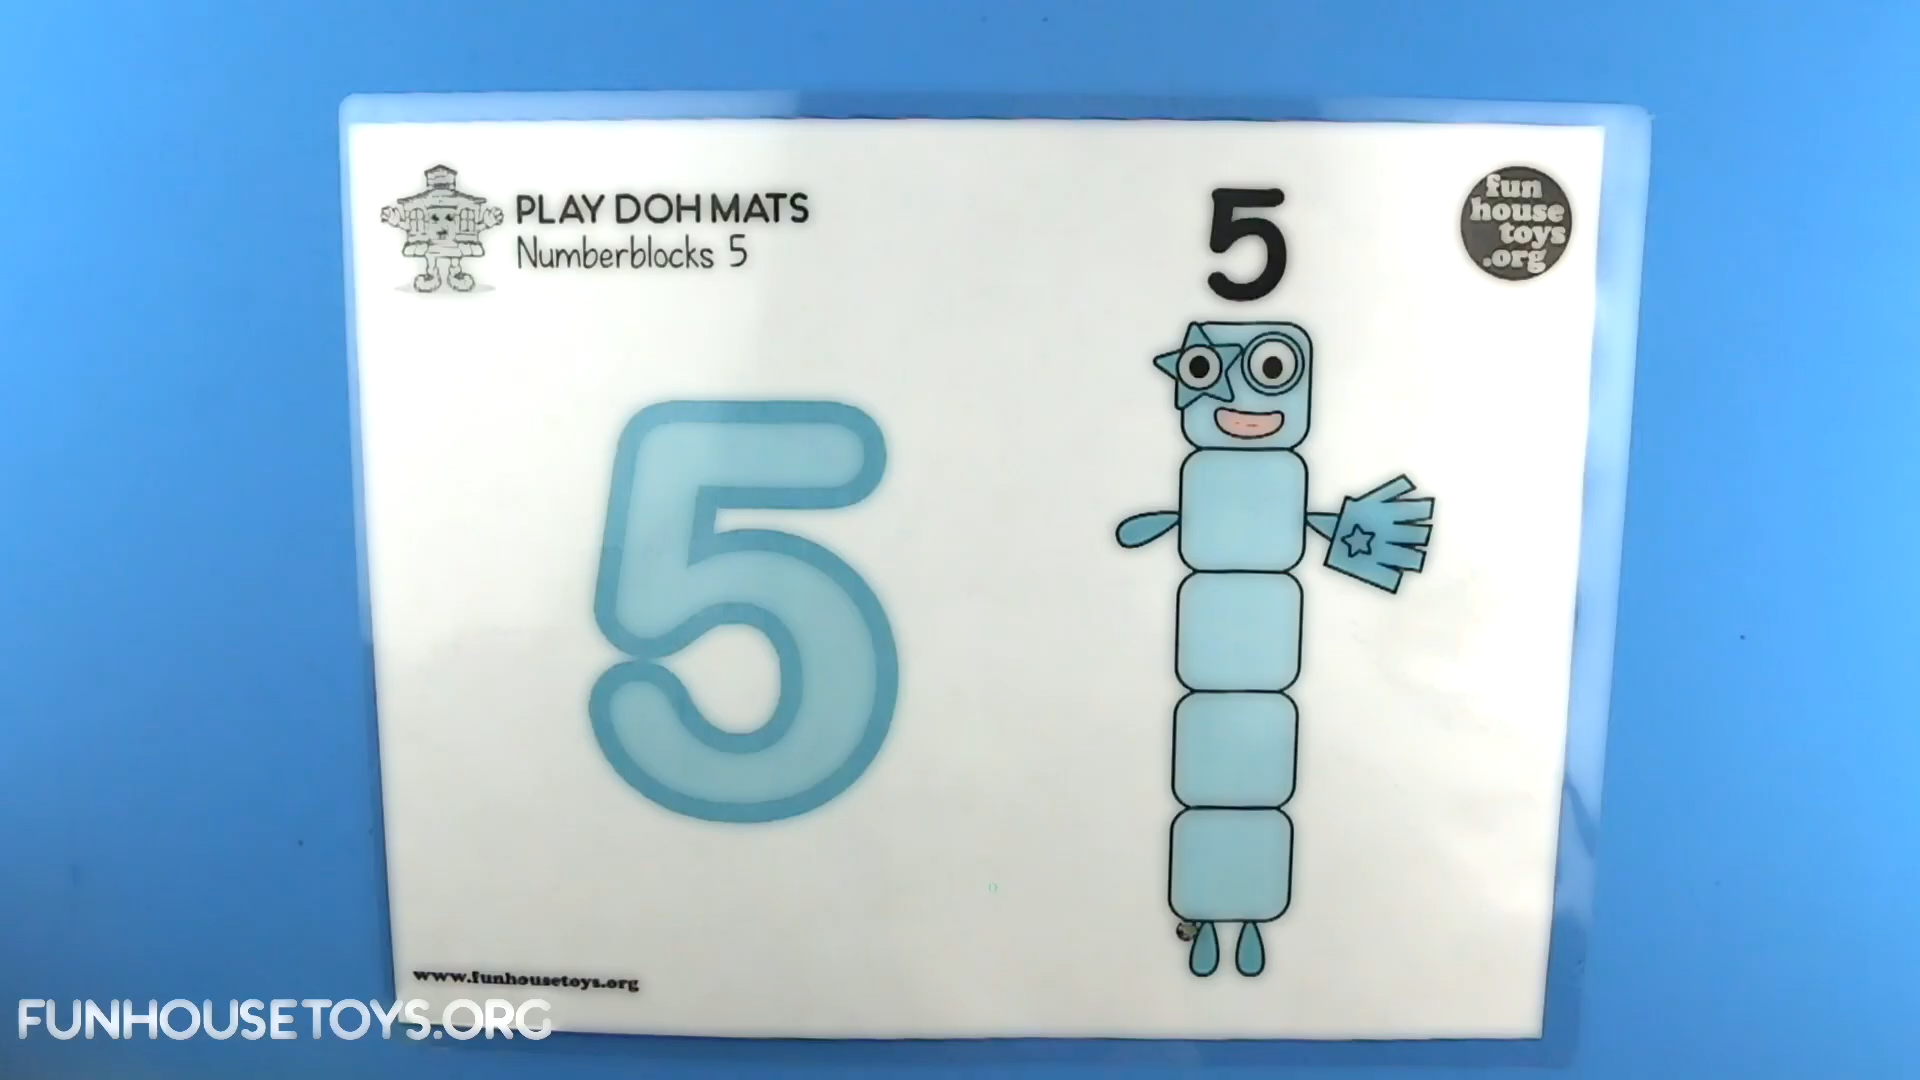 PLAY DOH MATS
Numberblocks 5
5
fun
house
toys
.org
5
www.funhousetoys.org
FUNHOUSETOYS.ORG